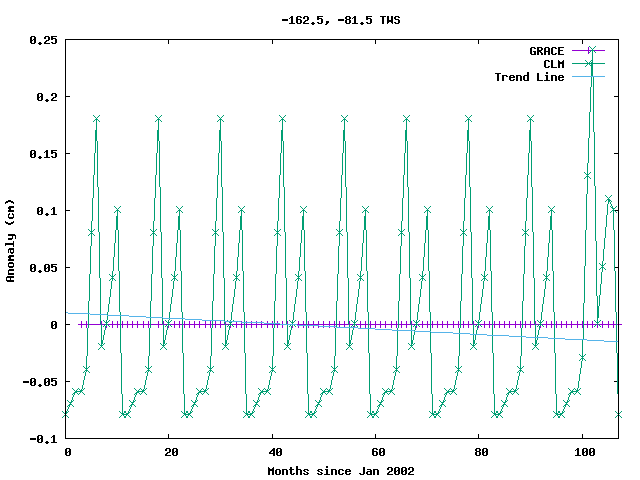 -162.5, -81.5 TWS
GRACE
CLM
Trend Line
0.25
0.2
0.15
0.1
0.05
0
-0.05
-0.1
Anomaly (cm)
0 20 40 60 80 100
Months since Jan 2002